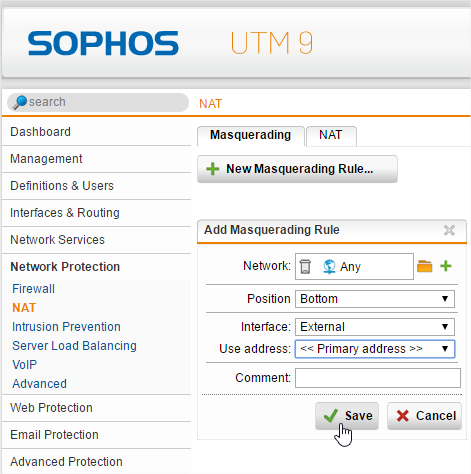 SOPHOS UTM 9
search
NAT
Dashboard
Management
Definitions & Users
Interfaces & Routing
Network Services
Network Protection
Firewall
NAT
Intrusion Prevention
Server Load Balancing
VoIP
Advanced
Web Protection
Email Protection
Advanced Protection
Masquerading NAT
New Masquerading Rule...
Add Masquerading Rule
Network: Any
Position Bottom
Interface: External
Use address: << Primary address >>
Comment:
Save Cancel